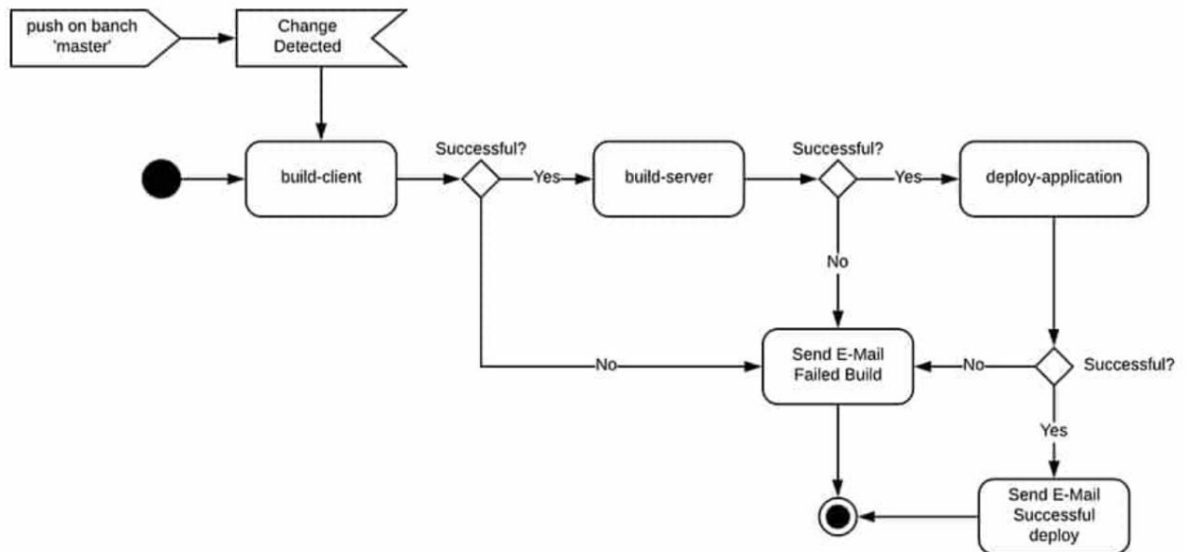 push on banch
'master'
Change
Detected
build-client
Successful?
Yes
build-server
Successful?
Yes
deploy-application
No
No
Send E-Mail
Failed Build
No
Successful?
Yes
Send E-Mail
Successful
deploy